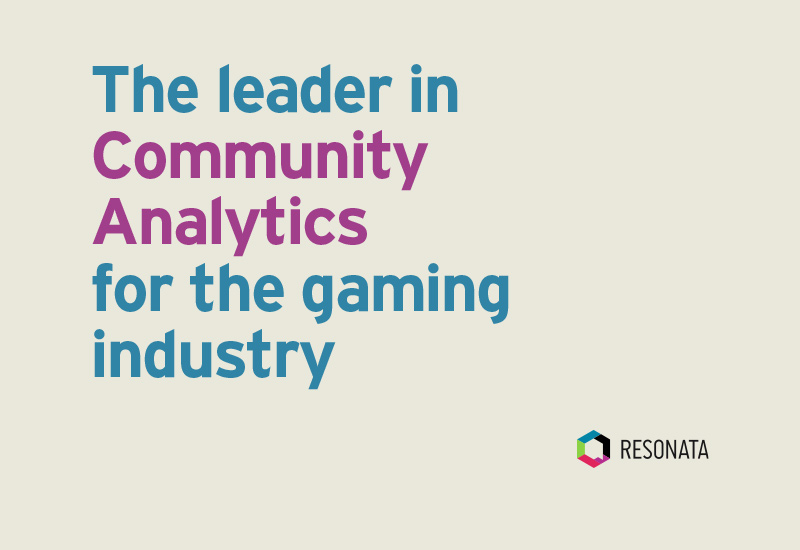 The leader in
Community
Analytics
for the gaming
industry
RESONATA